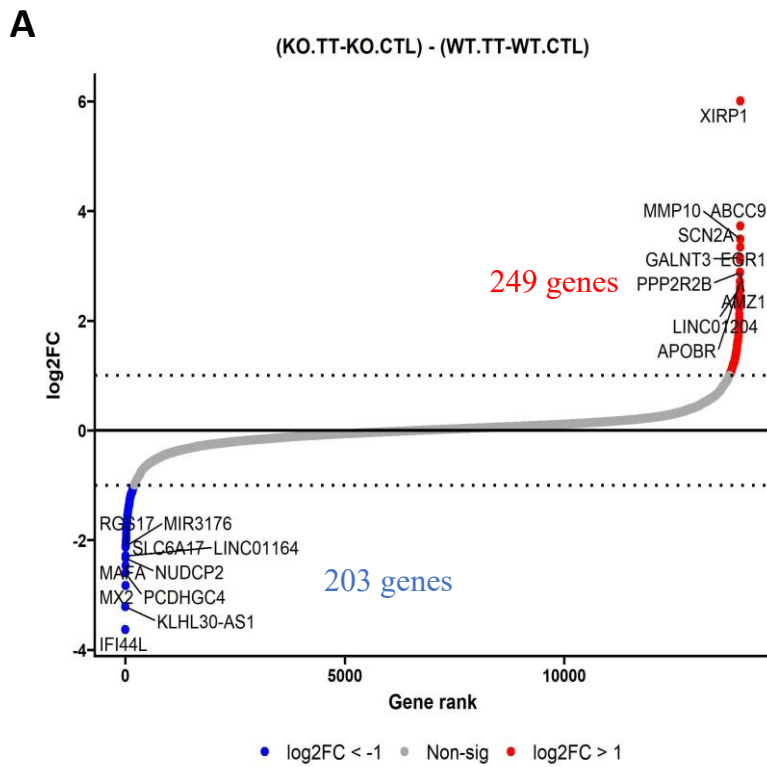 A
(KO.TT-KO.CTL) - (WT.TT-WT.CTL)
log2FC
6
4
2
0
-2
-4
XIRP1
MMP10 ABCC9
SCN2A
GALNT3 EGR1
249 genes
PPP2R2B
AMZ1
LINC01204
APOBR
RGS17 MIR3176
SLC6A17 LINC01164
MAFA NUDCP2
203 genes
MX2 PCDHGC4
KLHL30-AS1
IFI44L
0 5000 10000
Gene rank
log2FC < -1 Non-sig log2FC > 1